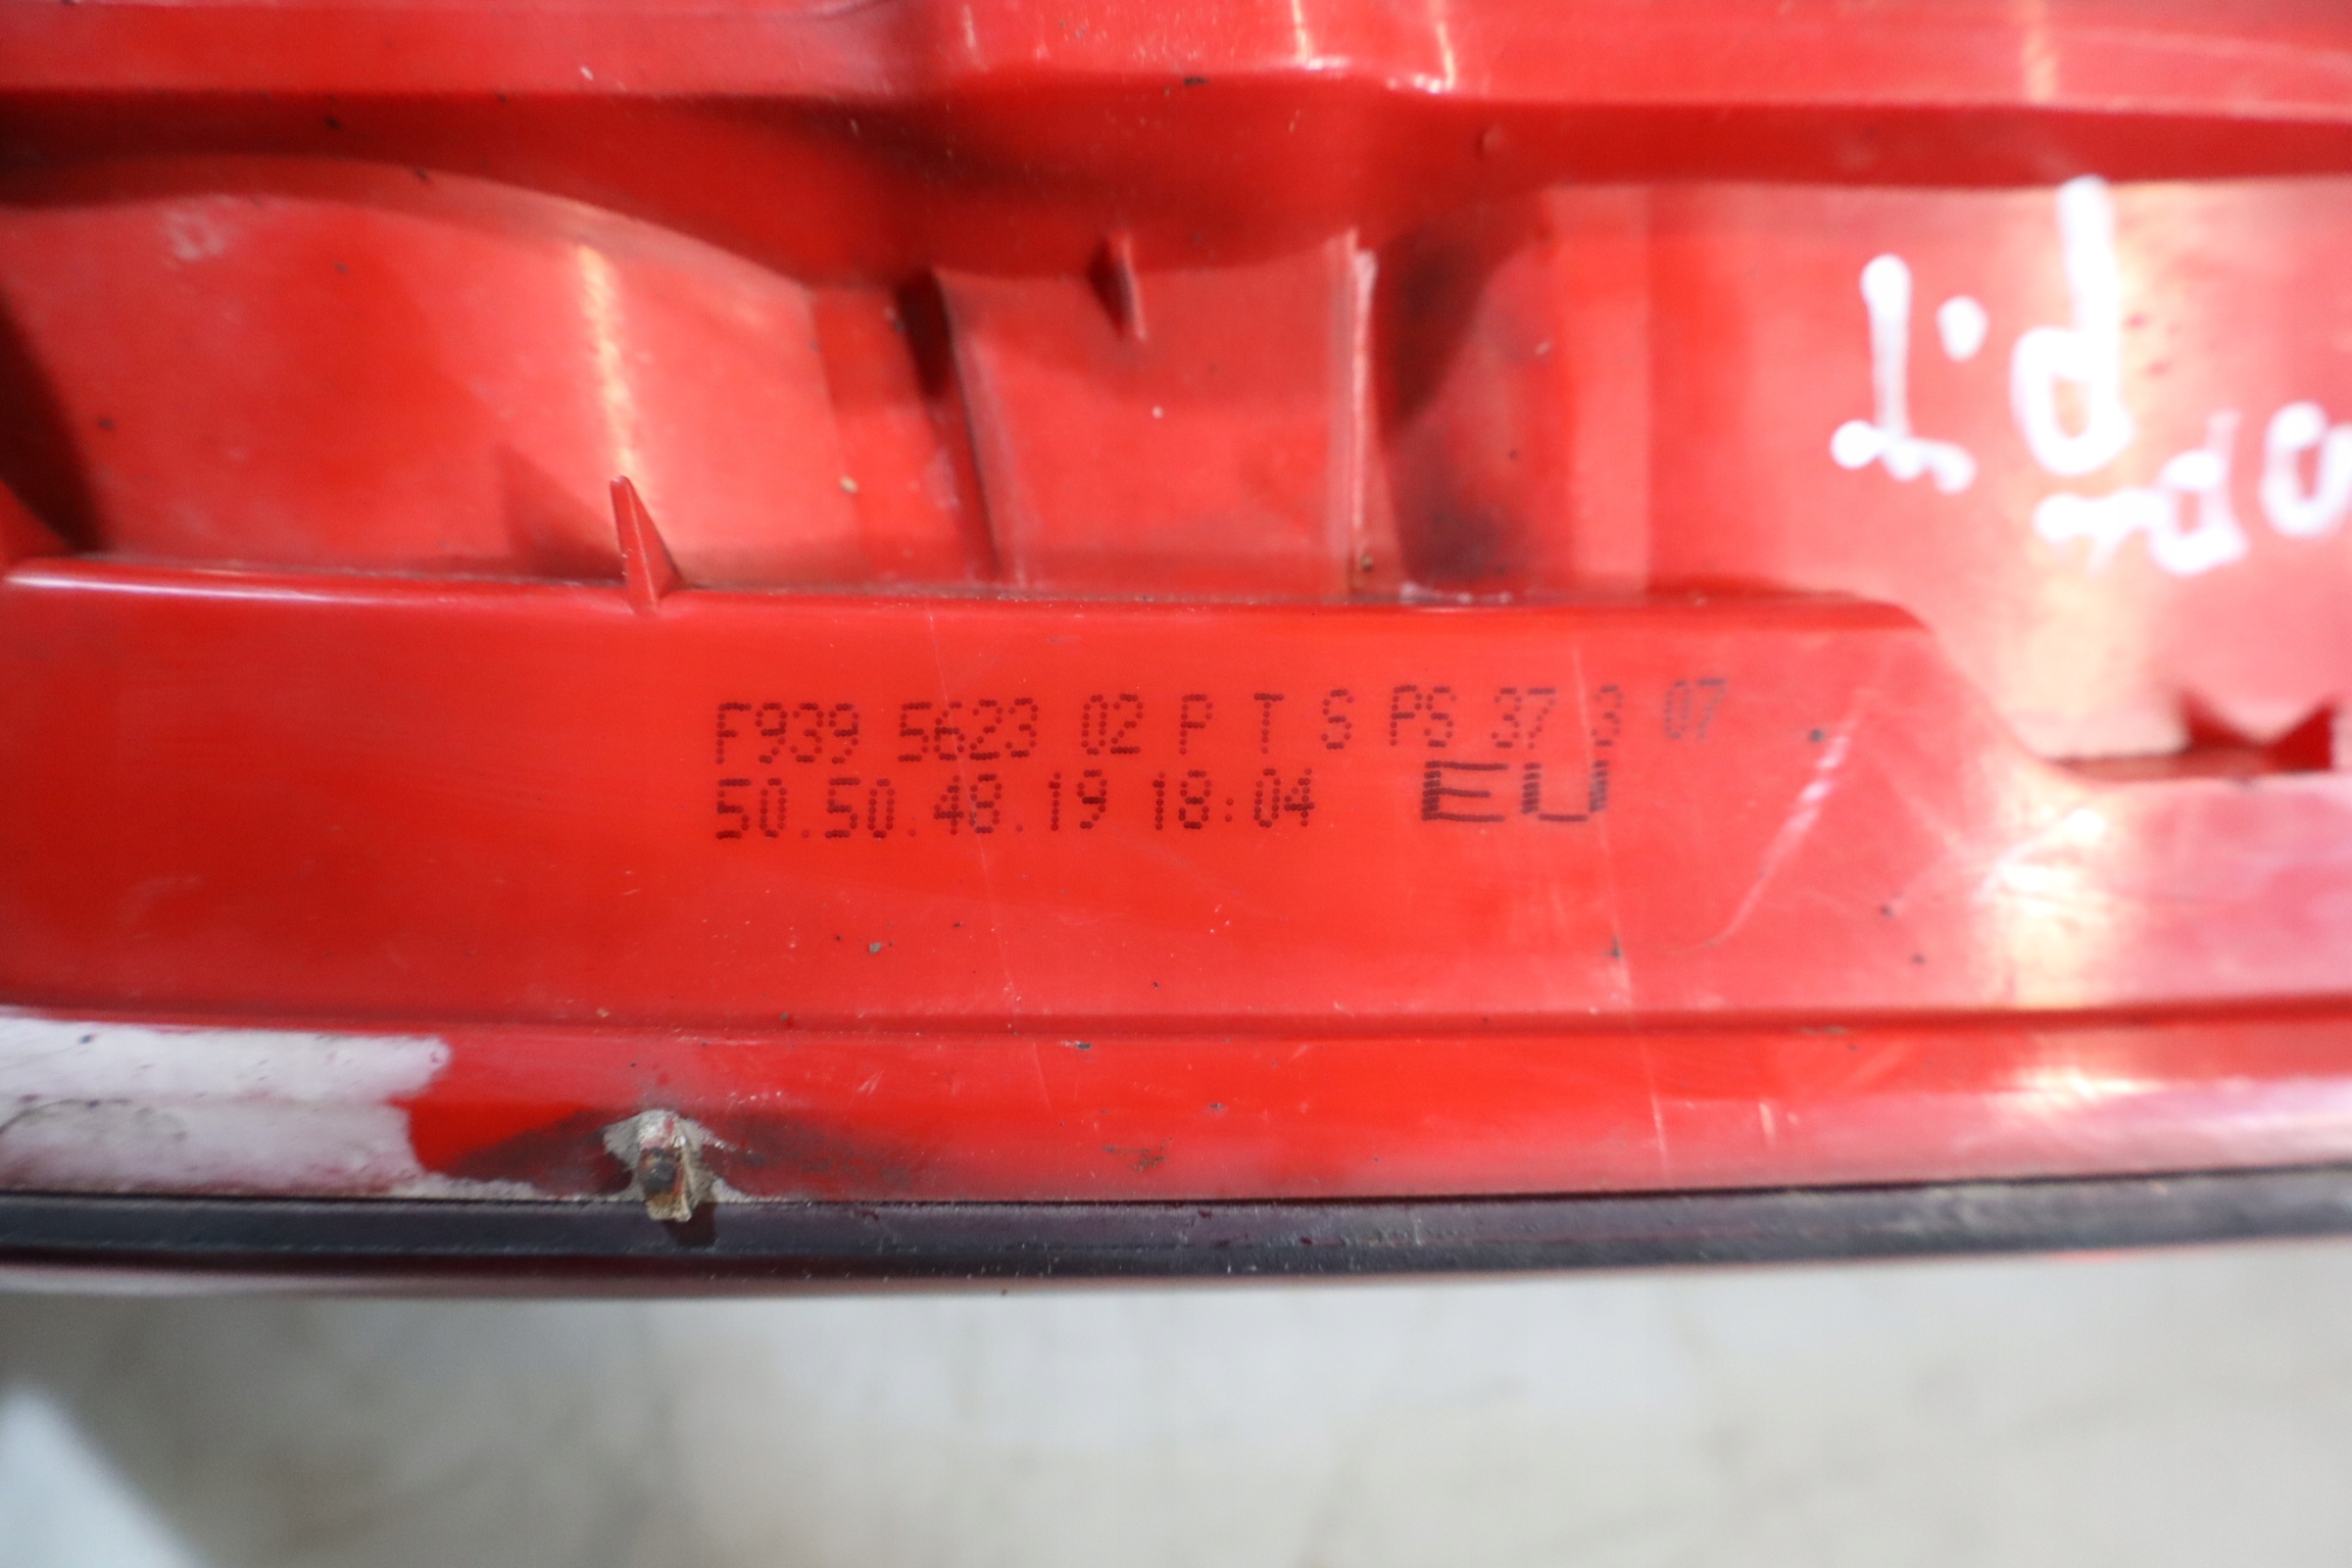 F939 5623 02 P T S PS 37 3 07
50.50.48.19 18:04 EU